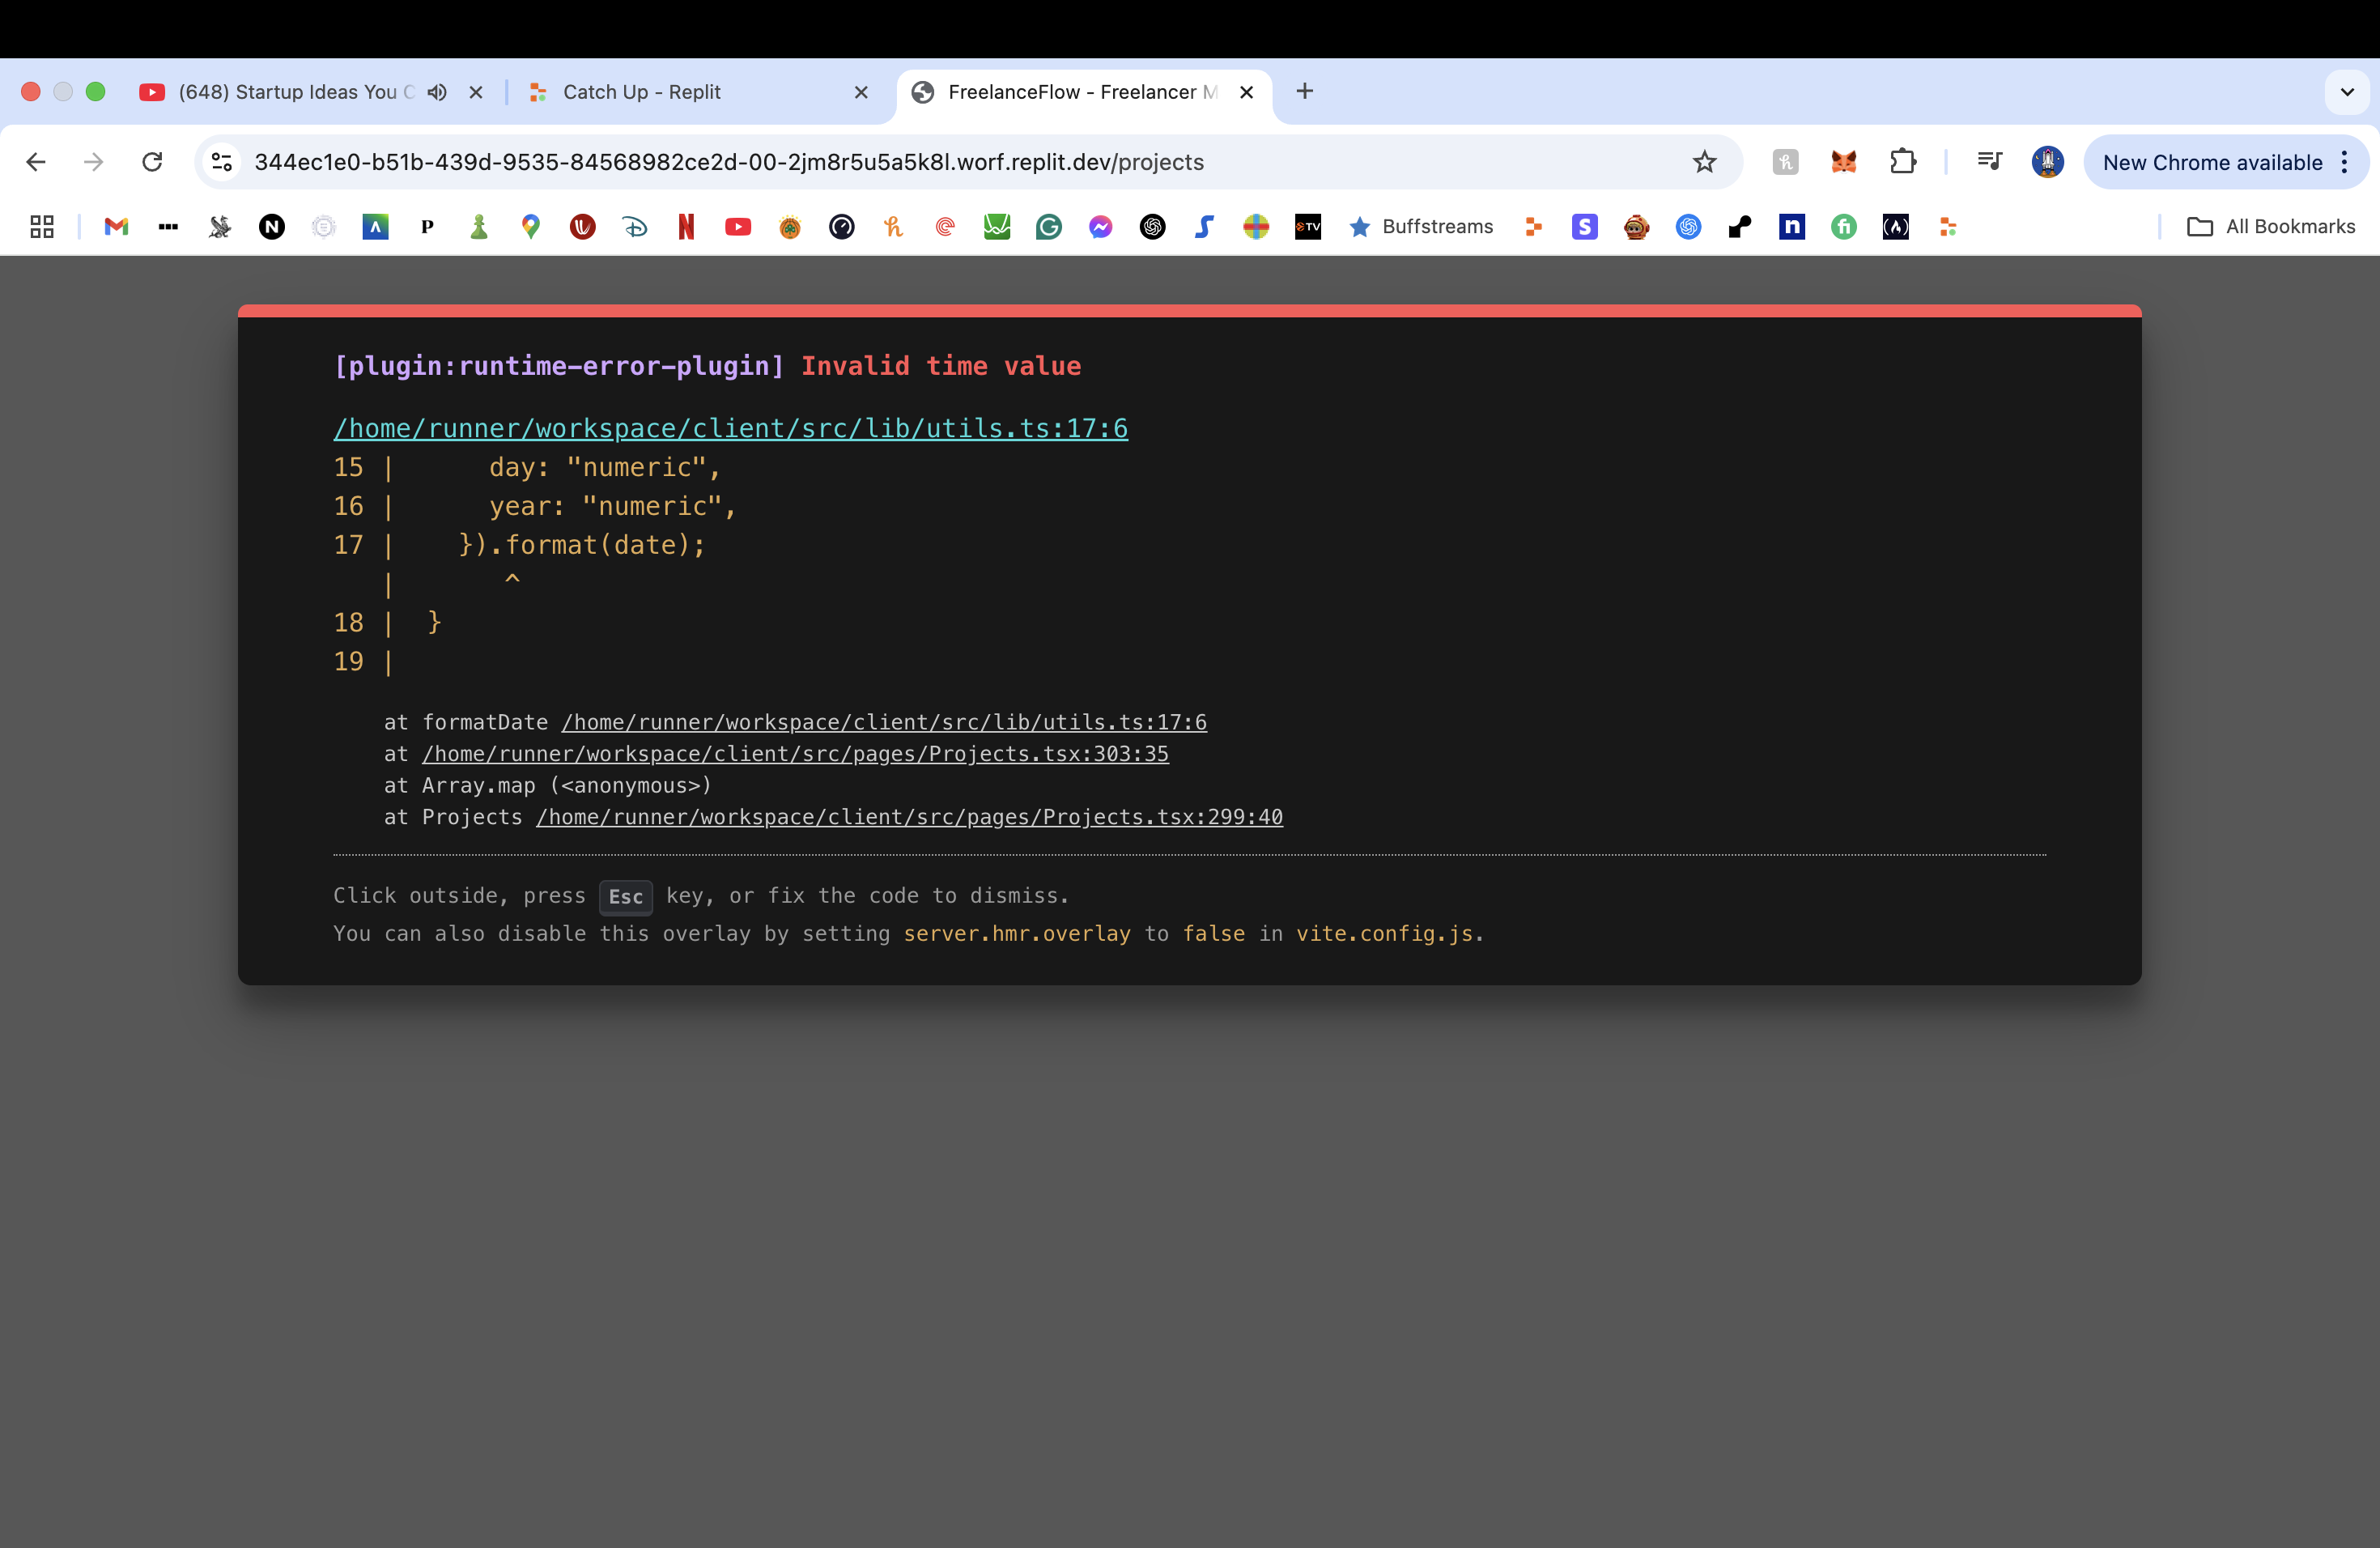 (648) Startup Ideas You C
Catch Up - Replit
FreelanceFlow - Freelancer M
344ec1e0-b51b-439d-9535-84568982ce2d-00-2jm8r5u5a5k8l.worf.replit.dev/projects
New Chrome available
Buffstreams
All Bookmarks
[plugin:runtime-error-plugin] Invalid time value
/home/runner/workspace/client/src/lib/utils.ts:17:6
15 |      day: "numeric",
16 |      year: "numeric",
17 |    }).format(date);
   |       ^
18 |  }
19 |
at formatDate /home/runner/workspace/client/src/lib/utils.ts:17:6
at /home/runner/workspace/client/src/pages/Projects.tsx:303:35
at Array.map (<anonymous>)
at Projects /home/runner/workspace/client/src/pages/Projects.tsx:299:40
Click outside, press Esc key, or fix the code to dismiss.
You can also disable this overlay by setting server.hmr.overlay to false in vite.config.js.